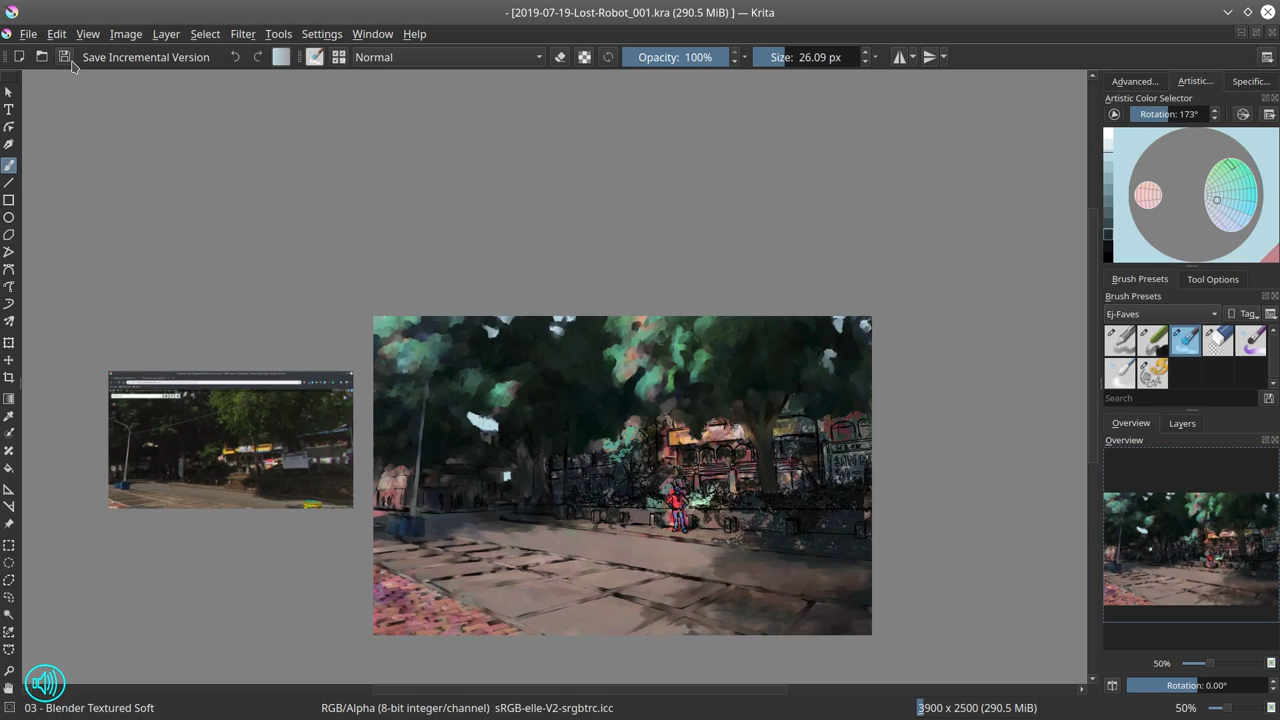 - [2019-07-19-Lost-Robot_001.kra (290.5 MiB) ] — Krita
File Edit View Image Layer Select Filter Tools Settings Window Help
Save Incremental Version Normal Opacity: 100% Size: 26.09 px
Advanced... Artistic... Specific...
Artistic Color Selector
Rotation: 173°
Brush Presets Tool Options
Brush Presets
Ej-Faves Tag
Search
Overview Layers
Overview
50%
Rotation: 0.00°
03 - Blender Textured Soft RGB/Alpha (8-bit integer/channel) sRGB-elle-V2-srgbtrc.icc 3900 x 2500 (290.5 MiB) 50%